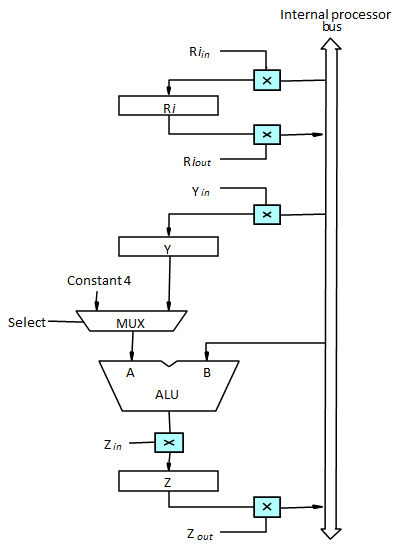 Internal processor
bus
Ri in
X
Ri
X
Ri out
Y in
X
Y
Constant 4
Select
MUX
A
B
ALU
Z in
X
Z
X
Z out